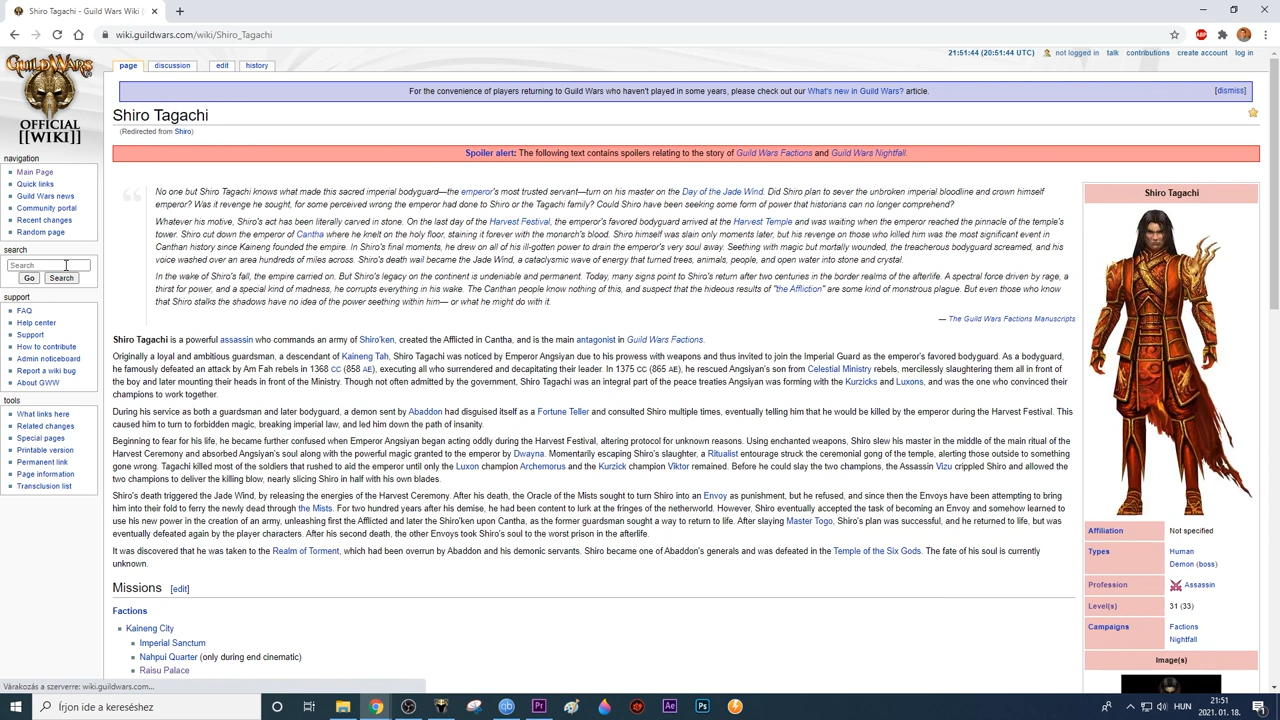 Shiro Tagachi - Guild Wars Wiki (
wiki.guildwars.com/wiki/Shiro_Tagachi
21:51:44 (20:51:44 UTC) not logged in talk contributions create account log in
GUILDWARS
OFFICIAL
[[WIKI]]
page discussion edit history
For the convenience of players returning to Guild Wars who haven't played in some years, please check out our What's new in Guild Wars? article.
[dismiss]
Shiro Tagachi
(Redirected from Shiro)
Spoiler alert: The following text contains spoilers relating to the story of Guild Wars Factions and Guild Wars Nightfall.
navigation
Main Page
Quick links
Guild Wars news
Community portal
Recent changes
Random page
search
Search
Go Search
support
FAQ
Help center
Support
How to contribute
Admin noticeboard
Report a wiki bug
About GWW
tools
What links here
Related changes
Special pages
Printable version
Permanent link
Page information
Transclusion list
No one but Shiro Tagachi knows what made this sacred imperial bodyguard—the emperor's most trusted servant—turn on his master on the Day of the Jade Wind. Did Shiro plan to sever the unbroken imperial bloodline and crown himself
emperor? Was it revenge he sought, for some perceived wrong the emperor had done to Shiro or the Tagachi family? Could Shiro have been seeking some form of power that historians can no longer comprehend?
Whatever his motive, Shiro's act has been literally carved in stone. On the last day of the Harvest Festival, the emperor's favored bodyguard arrived at the Harvest Temple and was waiting when the emperor reached the pinnacle of the temple's
tower. Shiro cut down the emperor of Cantha where he knelt on the holy floor, staining it forever with the monarch's blood. Shiro himself was slain only moments later, but his revenge on those who killed him was the most significant event in
Canthan history since Kaineng founded the empire. In Shiro's final moments, he drew on all of his ill-gotten power to drain the emperor's very soul away. Seething with magic but mortally wounded, the treacherous bodyguard screamed, and his
voice washed over an area hundreds of miles across. Shiro's death wail became the Jade Wind, a cataclysmic wave of energy that turned trees, animals, people, and open water into stone and crystal.
In the wake of Shiro's fall, the empire carried on. But Shiro's legacy on the continent is undeniable and permanent. Today, many signs point to Shiro's return after two centuries in the border realms of the afterlife. A spectral force driven by rage, a
thirst for power, and a special kind of madness, he corrupts everything in his wake. The Canthan people know nothing of this, and suspect that the hideous results of "the Affliction" are some kind of monstrous plague. But even those who know
that Shiro stalks the shadows have no idea of the power seething within him— or what he might do with it.
— The Guild Wars Factions Manuscripts
Shiro Tagachi is a powerful assassin who commands an army of Shiro'ken, created the Afflicted in Cantha, and is the main antagonist in Guild Wars Factions.
Originally a loyal and ambitious guardsman, a descendant of Kaineng Tah, Shiro Tagachi was noticed by Emperor Angsiyan due to his prowess with weapons and thus invited to join the Imperial Guard as the emperor's favored bodyguard. As a bodyguard,
he famously defeated an attack by Am Fah rebels in 1368 CC (858 AE), executing all who surrendered and decapitating their leader. In 1375 CC (865 AE), he rescued Angsiyan's son from Celestial Ministry rebels, mercilessly slaughtering them all in front of
the boy and later mounting their heads in front of the Ministry. Though not often admitted by the government, Shiro Tagachi was an integral part of the peace treaties Angsiyan was forming with the Kurzicks and Luxons, and was the one who convinced their
champions to work together.
During his service as both a guardsman and later bodyguard, a demon sent by Abaddon had disguised itself as a Fortune Teller and consulted Shiro multiple times, eventually telling him that he would be killed by the emperor during the Harvest Festival. This
caused him to turn to forbidden magic, breaking imperial law, and led him down the path of insanity.
Beginning to fear for his life, he became further confused when Emperor Angsiyan began acting oddly during the Harvest Festival, altering protocol for unknown reasons. Using enchanted weapons, Shiro slew his master in the middle of the main ritual of the
Harvest Ceremony and absorbed Angsiyan's soul along with the powerful magic granted to the emperor by Dwayna. Momentarily escaping Shiro's slaughter, a Ritualist entourage struck the ceremonial gong of the temple, alerting those outside to something
gone wrong. Tagachi killed most of the soldiers that rushed to aid the emperor until only the Luxon champion Archemorus and the Kurzick champion Viktor remained. Before he could slay the two champions, the Assassin Vizu crippled Shiro and allowed the
two champions to deliver the killing blow, nearly slicing Shiro in half with his own blades.
Shiro's death triggered the Jade Wind, by releasing the energies of the Harvest Ceremony. After his death, the Oracle of the Mists sought to turn Shiro into an Envoy as punishment, but he refused, and since then the Envoys have been attempting to bring
him into their fold to ferry the newly dead through the Mists. For two hundred years after his demise, he had been content to lurk at the fringes of the netherworld. However, Shiro eventually accepted the task of becoming an Envoy and somehow learned to
use his new power in the creation of an army, unleashing first the Afflicted and later the Shiro'ken upon Cantha, as the former guardsman sought a way to return to life. After slaying Master Togo, Shiro's plan was successful, and he returned to life, but was
eventually defeated again by the player characters. After his second death, the other Envoys took Shiro's soul to the worst prison in the afterlife.
It was discovered that he was taken to the Realm of Torment, which had been overrun by Abaddon and his demonic servants. Shiro became one of Abaddon's generals and was defeated in the Temple of the Six Gods. The fate of his soul is currently
unknown.
Missions [edit]
Factions
Kaineng City
Imperial Sanctum
Nahpui Quarter (only during end cinematic)
Raisu Palace
Shiro Tagachi
Affiliation Not specified
Types Human
Demon (boss)
Profession Assassin
Level(s) 31 (33)
Campaigns Factions
Nightfall
Image(s)
Várakozás a szerverre: wiki.guildwars.com...
Írjon ide a kereséshez
HUN
21:51
2021. 01. 18.